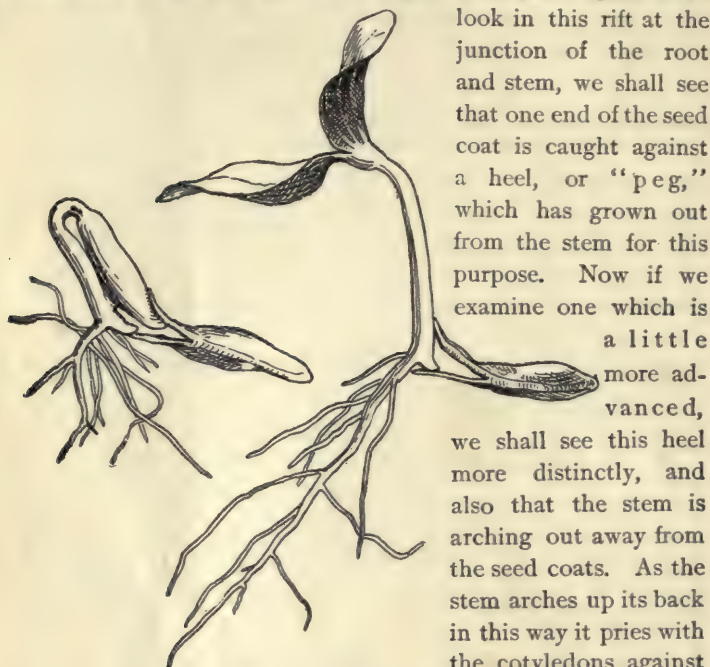 look in this rift at the
junction of the root
and stem, we shall see
that one end of the seed
coat is caught against
a heel, or “peg,”
which has grown out
from the stem for this
purpose. Now if we
examine one which is
a little
more ad-
vanced,
we shall see this heel
more distinctly, and
also that the stem is
arching out away from
the seed coats. As the
stem arches up its back
in this way it pries with
the cotyledons against